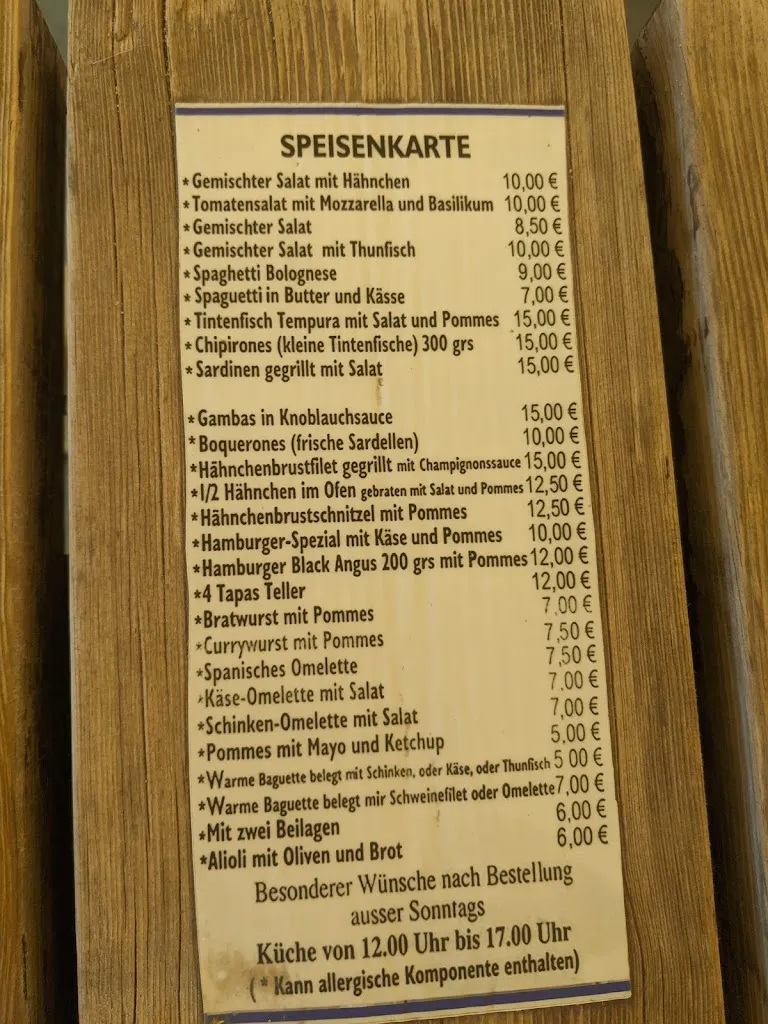 SPEISENKARTE
*Gemischter Salat mit Hähnchen 10,00 €
*Tomatensalat mit Mozzarella und Basilikum 10,00 €
*Gemischter Salat 8,50 €
*Gemischter Salat mit Thunfisch 10,00 €
*Spaghetti Bolognese 9,00 €
*Spaguetti in Butter und Kässe 7,00 €
*Tintenfisch Tempura mit Salat und Pommes 15,00 €
*Chipirones (kleine Tintenfische) 300 grs 15,00 €
*Sardinen gegrillt mit Salat 15,00 €
*Gambas in Knoblauchsauce 15,00 €
*Boquerones (frische Sardellen) 10,00 €
*Hähnchenbrustfilet gegrillt mit Champignonssauce 15,00 €
*1/2 Hähnchen im Ofen gebraten mit Salat und Pommes 12,50 €
*Hähnchenbrustschnitzel mit Pommes 12,50 €
*Hamburger-Spezial mit Käse und Pommes 10,00 €
*Hamburger Black Angus 200 grs mit Pommes 12,00 €
*4 Tapas Teller 12,00 €
*Bratwurst mit Pommes 7,00 €
*Currywurst mit Pommes 7,50 €
*Spanisches Omelette 7,50 €
*Käse-Omelette mit Salat 7,00 €
*Schinken-Omelette mit Salat 7,00 €
*Pommes mit Mayo und Ketchup 5,00 €
*Warme Baguette belegt mit Schinken, oder Käse, oder Thunfisch 5 00 €
*Warme Baguette belegt mir Schweinefilet oder Omelette 7,00 €
*Mit zwei Beilagen 6,00 €
*Alioli mit Oliven und Brot 6,00 €
Besonderer Wünsche nach Bestellung
ausser Sonntags
Küche von 12.00 Uhr bis 17.00 Uhr
( * Kann allergische Komponente enthalten)